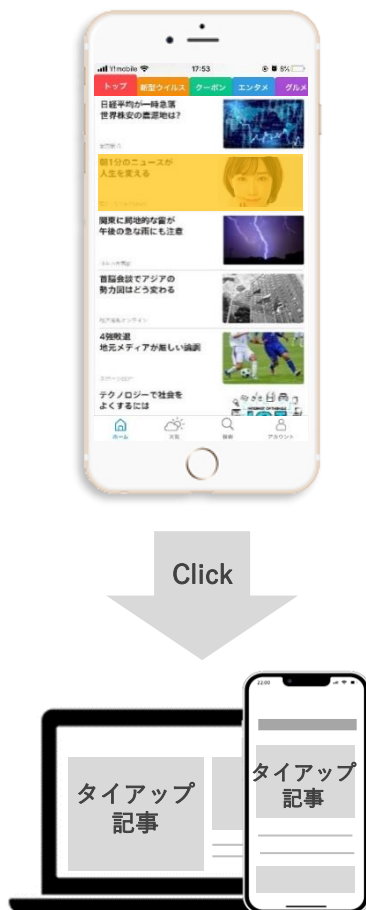 Y!mobile
17:53
8%
トップ 新型ウイルス クーポン エンタメ グルメ
日経平均が一時急落
世界株安の震源地は?
朝1分のニュースが
人生を変える
関東に局地的な雷が
午後の急な雨にも注意
首脳会談でアジアの
勢力図はどう変わる
4強敗退
地元メディアが厳しい論調
テクノロジーで社会を
よくするには
INTERNET OF THINGS
ホーム 天気 検索 アカウント
Click
22:00
タイアップ
記事
タイアップ
記事